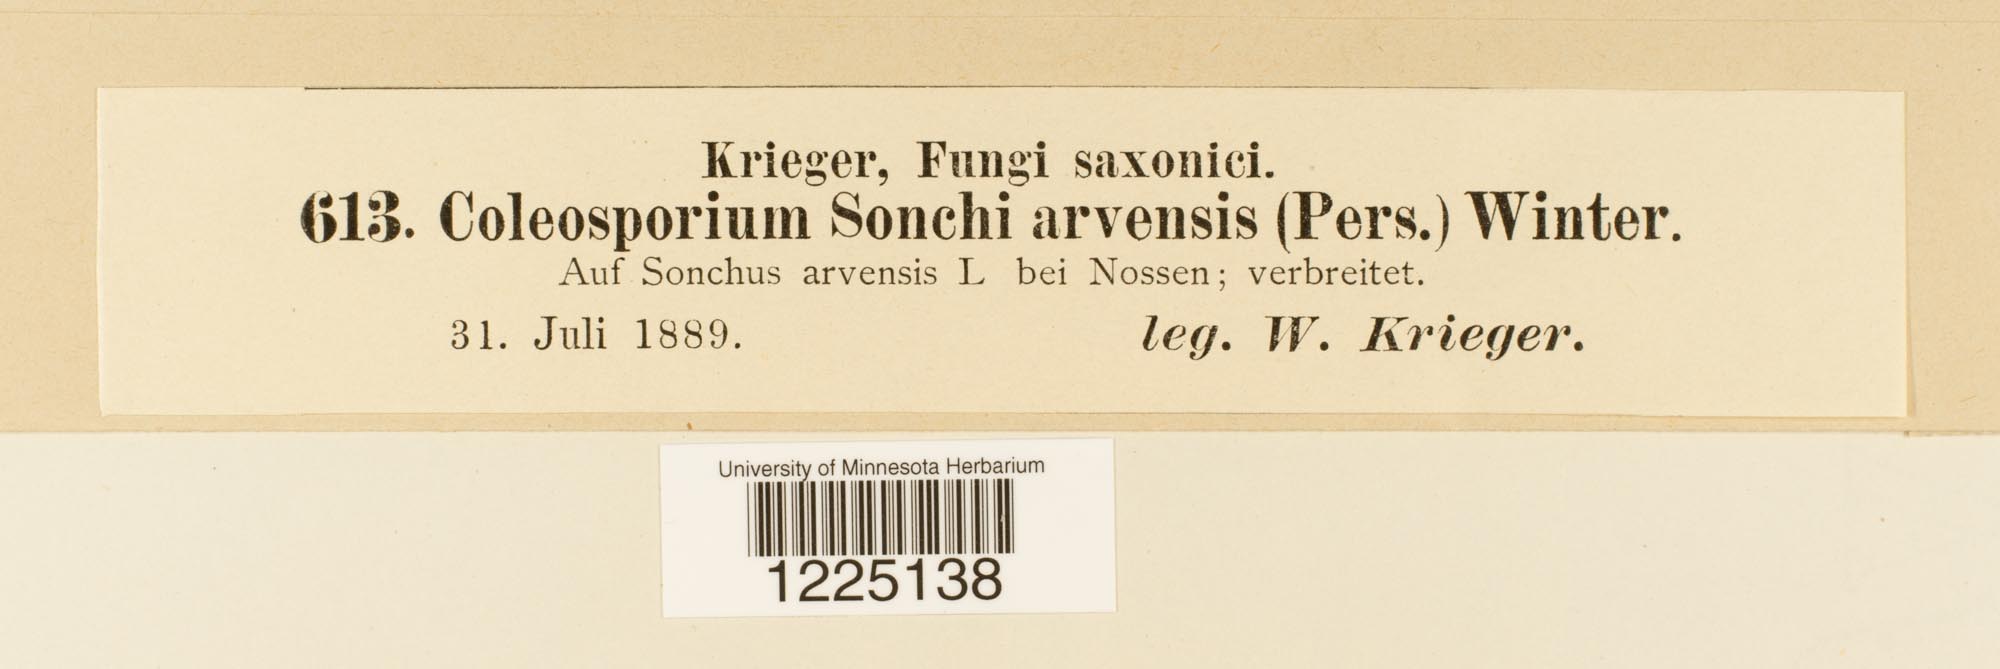 Krieger, Fungi saxonici.
613. Coleosporium Sonchi arvensis (Pers.) Winter.
Auf Sonchus arvensis L bei Nossen; verbreitet.
31. Juli 1889. leg. W. Krieger.
University of Minnesota Herbarium
1225138